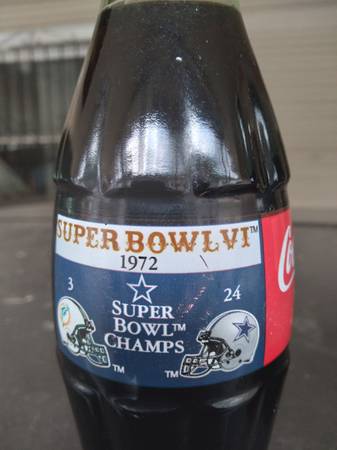 SUPER BOWL VI™
1972
3
24
SUPER
BOWL™
CHAMPS
TM
TM